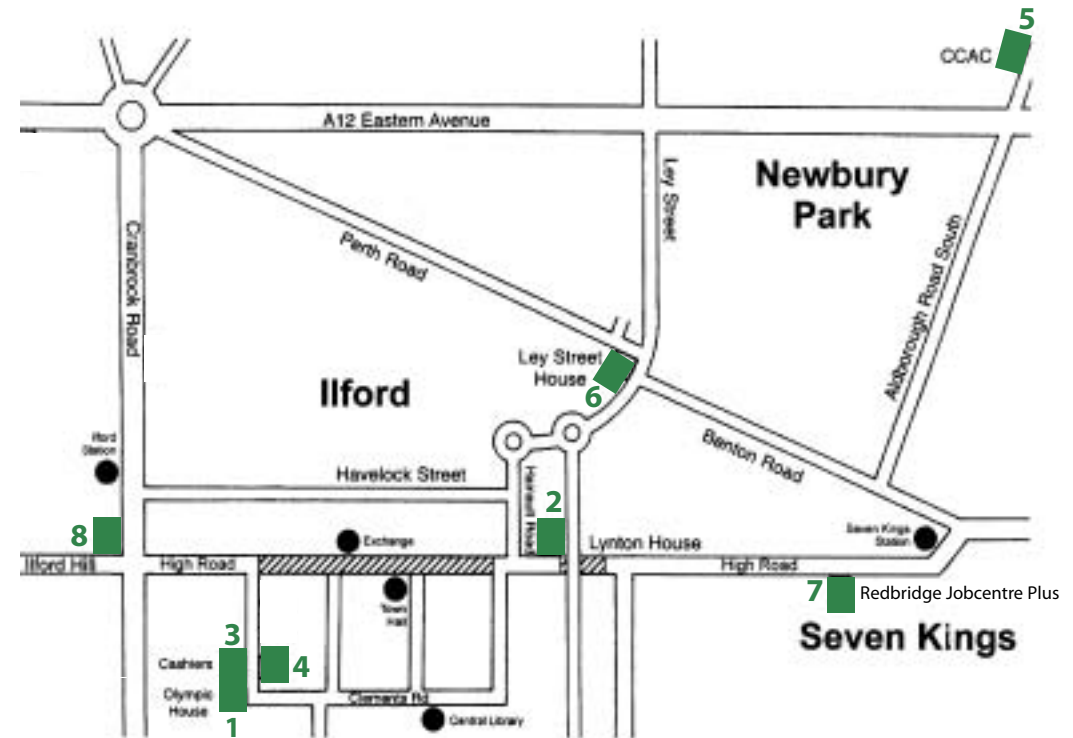 5
CCAC
A12 Eastern Avenue
Newbury
Park
Ley Street
Cranbrook Road
Perth Road
Aldborough Road South
Ley Street
House
6
Ilford
Benton Road
Ilford
Station
Havelock Street
Hainault Road
2
8
Exchange
Lynton House
Seven Kings
Station
Ilford Hill
High Road
High Road
Town
Hall
7
Redbridge Jobcentre Plus
Seven Kings
3
Cashiers
4
Olympic
House
Clements Rd
1
Central Library